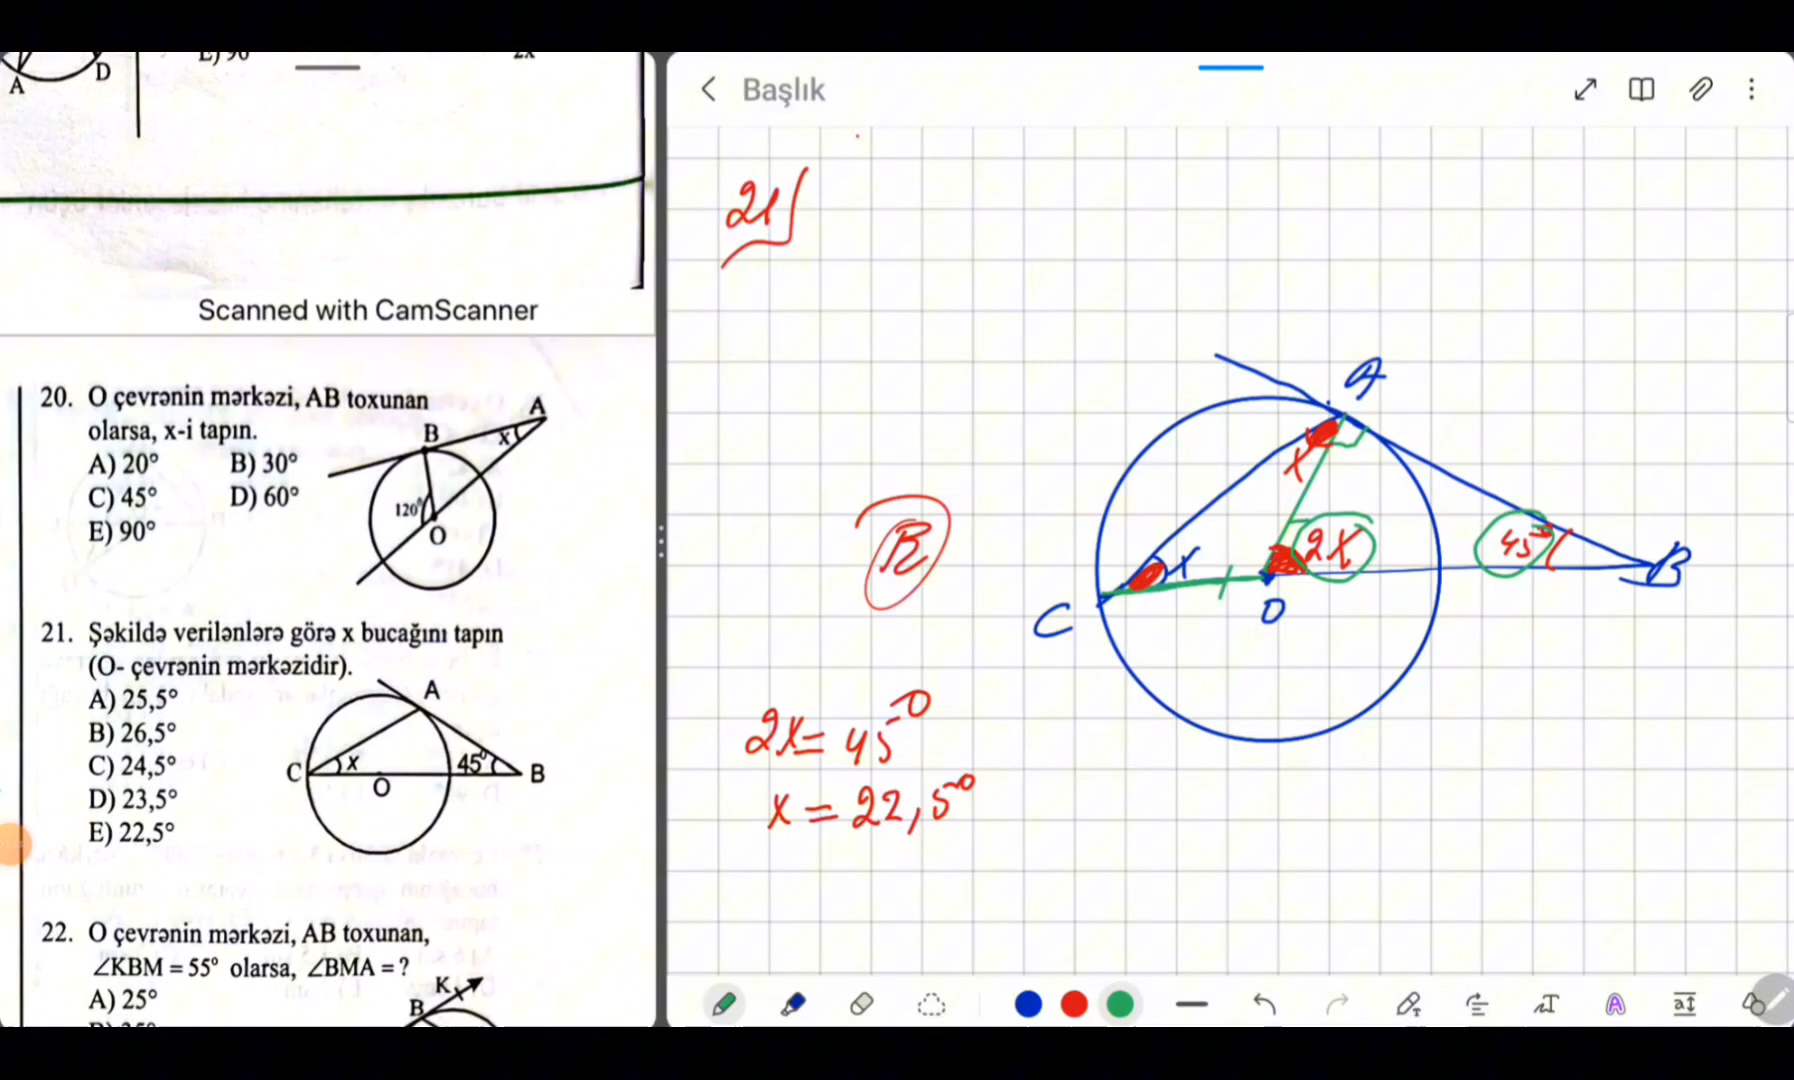 A
D
Scanned with CamScanner
20. O çevrənin mərkəzi, AB toxunan
olarsa, x-i tapın.
A) 20° B) 30°
C) 45° D) 60°
E) 90°
A
B
x
120°
O
21. Şəkildə verilənlərə görə x bucağını tapın
(O- çevrənin mərkəzidir).
A) 25,5°
B) 26,5°
C) 24,5°
D) 23,5°
E) 22,5°
A
C
x
45°
B
O
22. O çevrənin mərkəzi, AB toxunan,
∠KBM = 55° olarsa, ∠BMA = ?
A) 25°
K
B
Başlık
21
A
x
2x
45°
B
x
C
O
E
2x = 45°
x = 22,5°